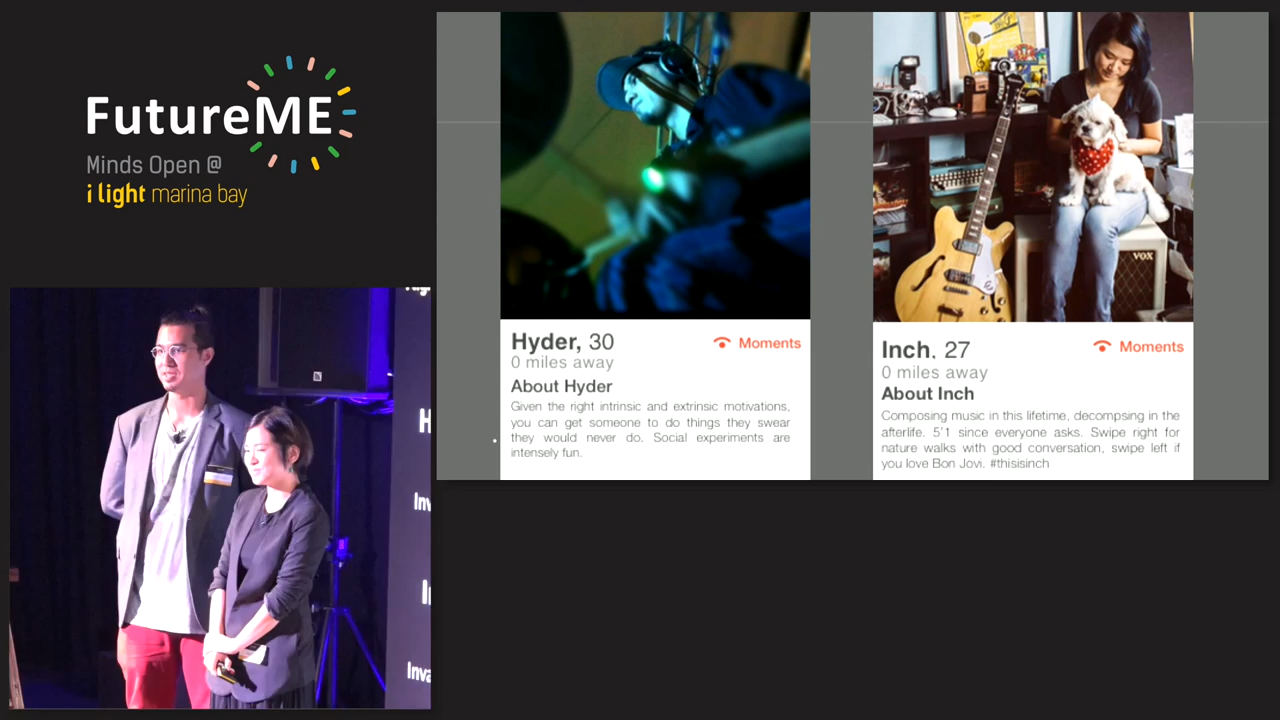 FutureME
Minds Open @
i light marina bay
Hyder, 30
Moments
0 miles away
About Hyder
Given the right intrinsic and extrinsic motivations,
you can get someone to do things they swear
they would never do. Social experiments are
intensely fun.
Inch. 27
Moments
0 miles away
About Inch
Composing music in this lifetime, decompsing in the
afterlife. 5'1 since everyone asks. Swipe right for
nature walks with good conversation, swipe left if
you love Bon Jovi. #thisisinch
VOX